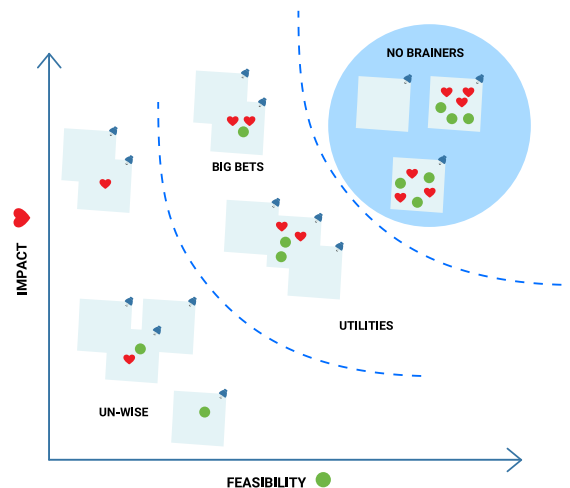 NO BRAINERS
BIG BETS
IMPACT
UTILITIES
UN-WISE
FEASIBILITY